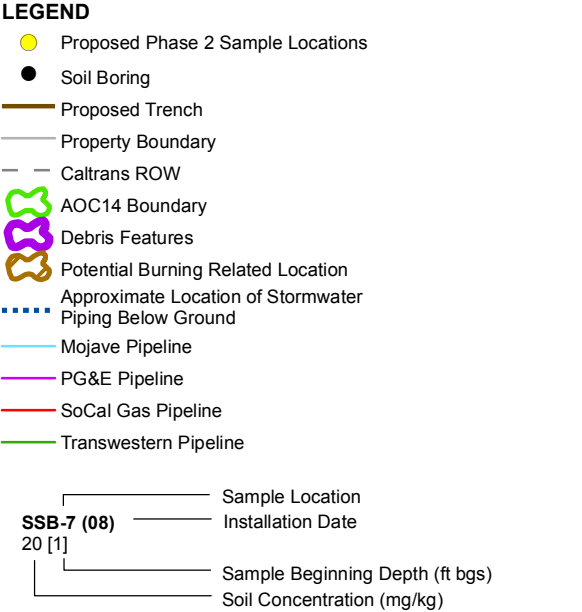 LEGEND
Proposed Phase 2 Sample Locations
Soil Boring
Proposed Trench
Property Boundary
Caltrans ROW
AOC14 Boundary
Debris Features
Potential Burning Related Location
Approximate Location of Stormwater
Piping Below Ground
Mojave Pipeline
PG&E Pipeline
SoCal Gas Pipeline
Transwestern Pipeline
Sample Location
SSB-7 (08) Installation Date
20 [1]
Sample Beginning Depth (ft bgs)
Soil Concentration (mg/kg)